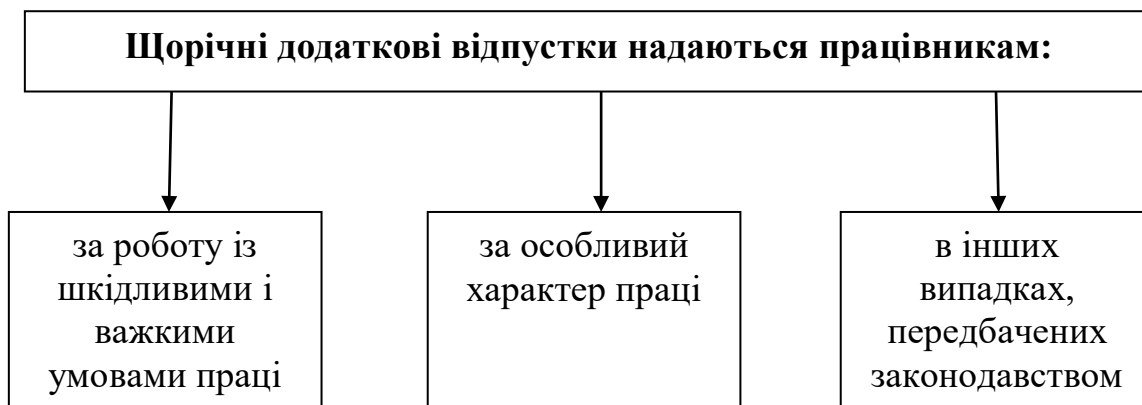 Щорічні додаткові відпустки надаються працівникам:
за роботу із
шкідливими і
важкими
умовами праці
за особливий
характер праці
в інших
випадках,
передбачених
законодавством